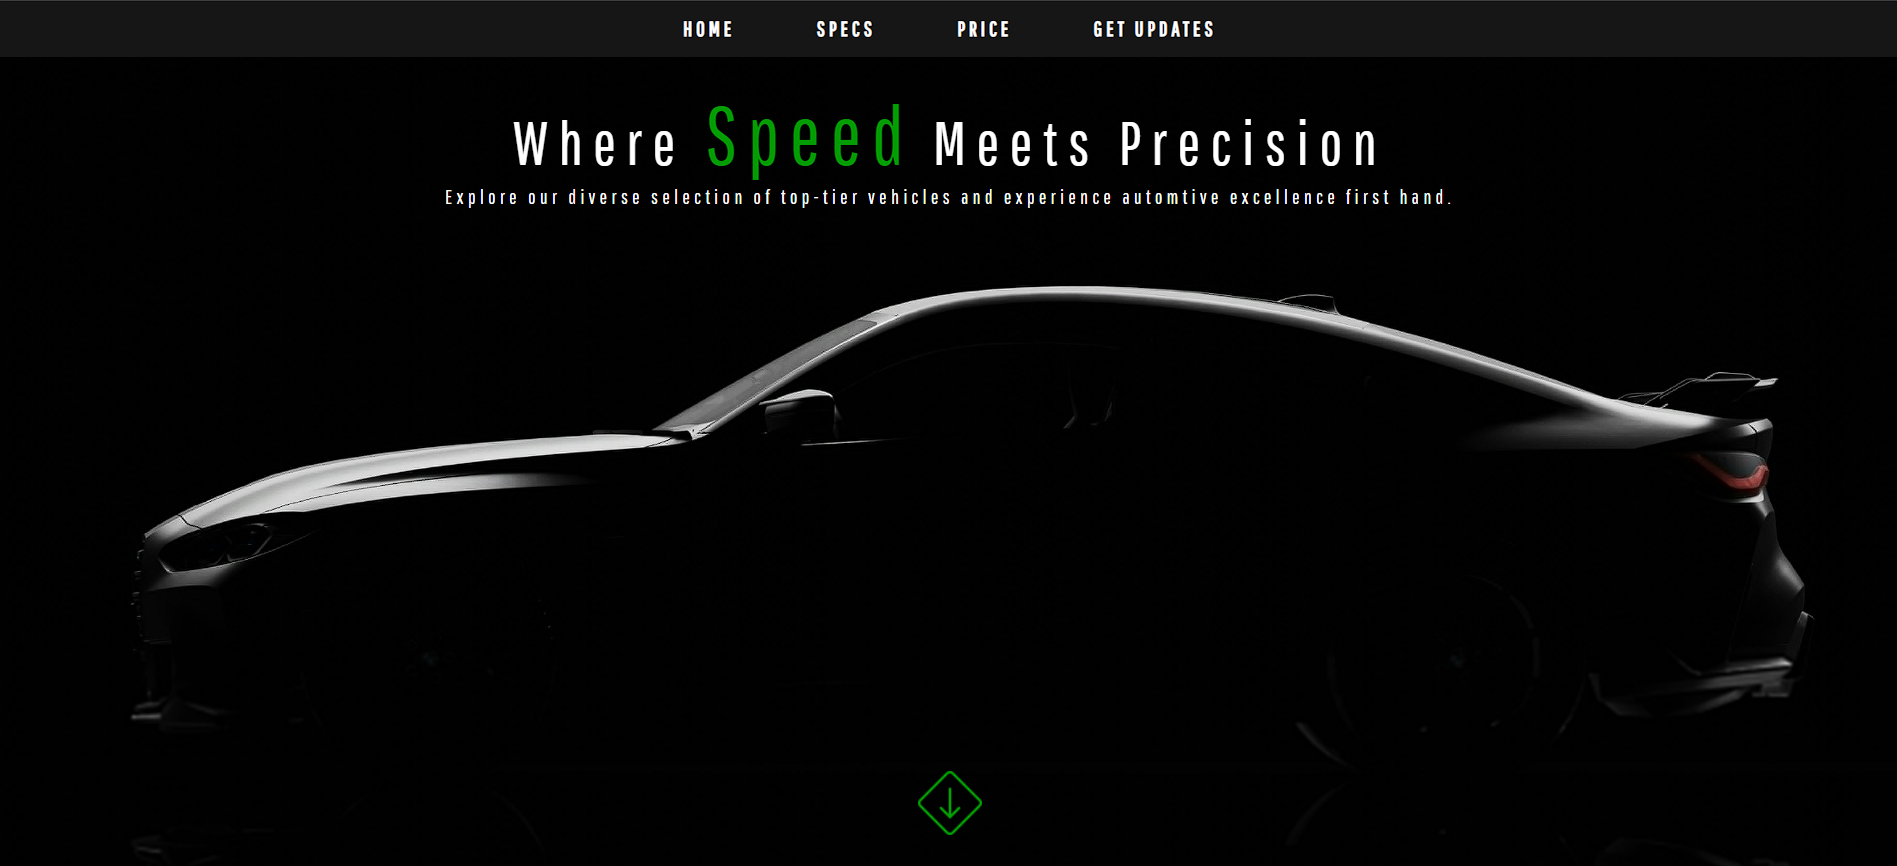 HOME SPECS PRICE GET UPDATES
Where Speed Meets Precision
Explore our diverse selection of top-tier vehicles and experience automtive excellence first hand.